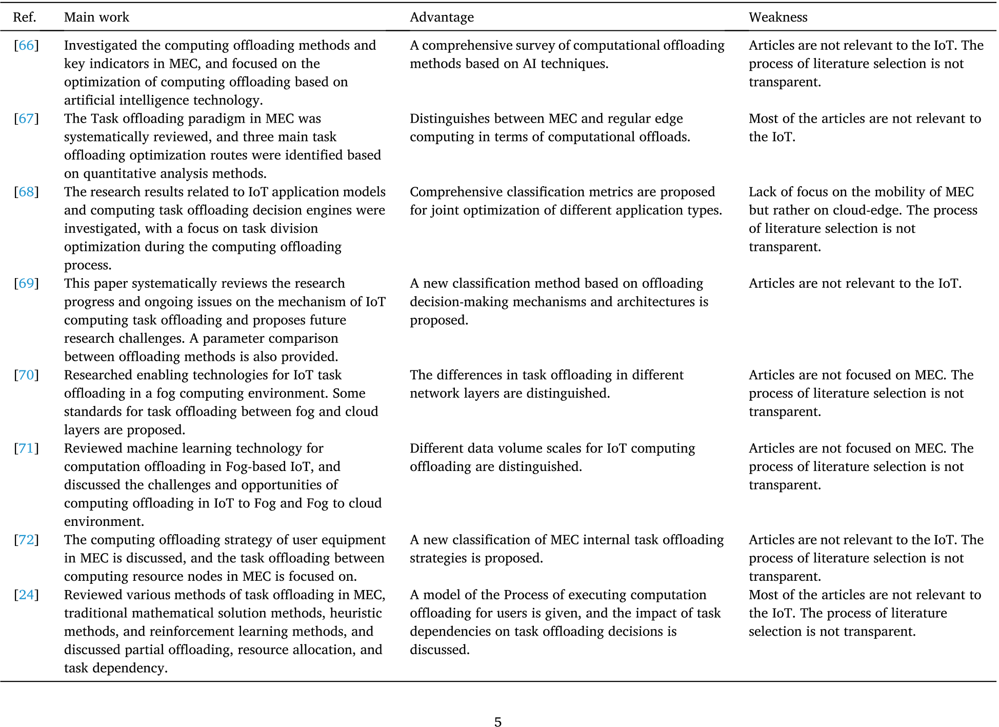 Ref. Main work Advantage Weakness
[66] Investigated the computing offloading methods and A comprehensive survey of computational offloading Articles are not relevant to the IoT. The
key indicators in MEC, and focused on the methods based on AI techniques. process of literature selection is not
optimization of computing offloading based on transparent.
artificial intelligence technology.
[67] The Task offloading paradigm in MEC was Distinguishes between MEC and regular edge Most of the articles are not relevant to
systematically reviewed, and three main task computing in terms of computational offloads. the IoT.
offloading optimization routes were identified based
on quantitative analysis methods.
[68] The research results related to IoT application models Comprehensive classification metrics are proposed Lack of focus on the mobility of MEC
and computing task offloading decision engines were for joint optimization of different application types. but rather on cloud-edge. The process
investigated, with a focus on task division of literature selection is not
optimization during the computing offloading transparent.
process.
[69] This paper systematically reviews the research A new classification method based on offloading Articles are not relevant to the IoT.
progress and ongoing issues on the mechanism of IoT decision-making mechanisms and architectures is
computing task offloading and proposes future proposed.
research challenges. A parameter comparison
between offloading methods is also provided.
[70] Researched enabling technologies for IoT task The differences in task offloading in different Articles are not focused on MEC. The
offloading in a fog computing environment. Some network layers are distinguished. process of literature selection is not
standards for task offloading between fog and cloud transparent.
layers are proposed.
[71] Reviewed machine learning technology for Different data volume scales for IoT computing Articles are not focused on MEC. The
computation offloading in Fog-based IoT, and offloading are distinguished. process of literature selection is not
discussed the challenges and opportunities of transparent.
computing offloading in IoT to Fog and Fog to cloud
environment.
[72] The computing offloading strategy of user equipment A new classification of MEC internal task offloading Articles are not relevant to the IoT. The
in MEC is discussed, and the task offloading between strategies is proposed. process of literature selection is not
computing resource nodes in MEC is focused on. transparent.
[24] Reviewed various methods of task offloading in MEC, A model of the Process of executing computation Most of the articles are not relevant to
traditional mathematical solution methods, heuristic offloading for users is given, and the impact of task the IoT. The process of literature
methods, and reinforcement learning methods, and dependencies on task offloading decisions is selection is not transparent.
discussed partial offloading, resource allocation, and discussed.
task dependency.
5